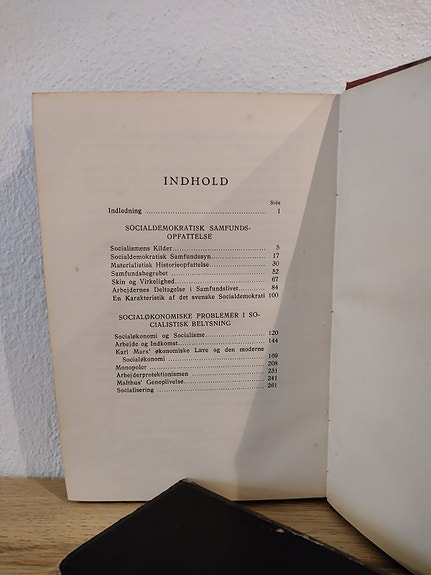 INDHOLD
Side
Indledning 1
SOCIALDEMOKRATISK SAMFUNDS-
OPFATTELSE
Socialismens Kilder 5
Socialdemokratisk Samfundssyn 17
Materialistisk Historieopfattelse 30
Samfundsbegrebet 52
Skin og Virkelighed 67
Arbejdernes Deltagelse i Samfundslivet 84
En Karakteristik af det svenske Socialdemokrati 100
SOCIALØKONOMISKE PROBLEMER I SO-
CIALISTISK BELYSNING
Socialøkonomi og Socialisme 120
Arbejde og Indkomst 144
Karl Marx' økonomiske Lære og den moderne
Socialøkonomi 169
Monopoler 208
Arbejderprotektionismen 231
Malthus' Genoplivelse 241
Socialisering 261